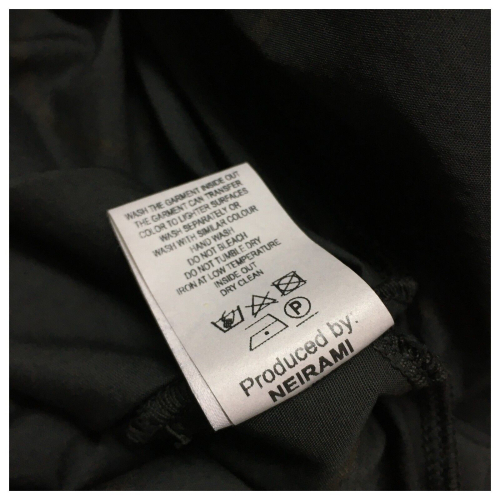 WASH THE GARMENT INSIDE OUT
THE GARMENT CAN TRANSFER
COLOR TO LIGHTER SURFACES
WASH SEPARATELY OR
WASH WITH SIMILAR COLOUR
HAND WASH
DO NOT BLEACH
DO NOT TUMBLE DRY
IRON AT LOW TEMPERATURE
INSIDE OUT
DRY CLEAN
P
Produced by:
NEIRAMI